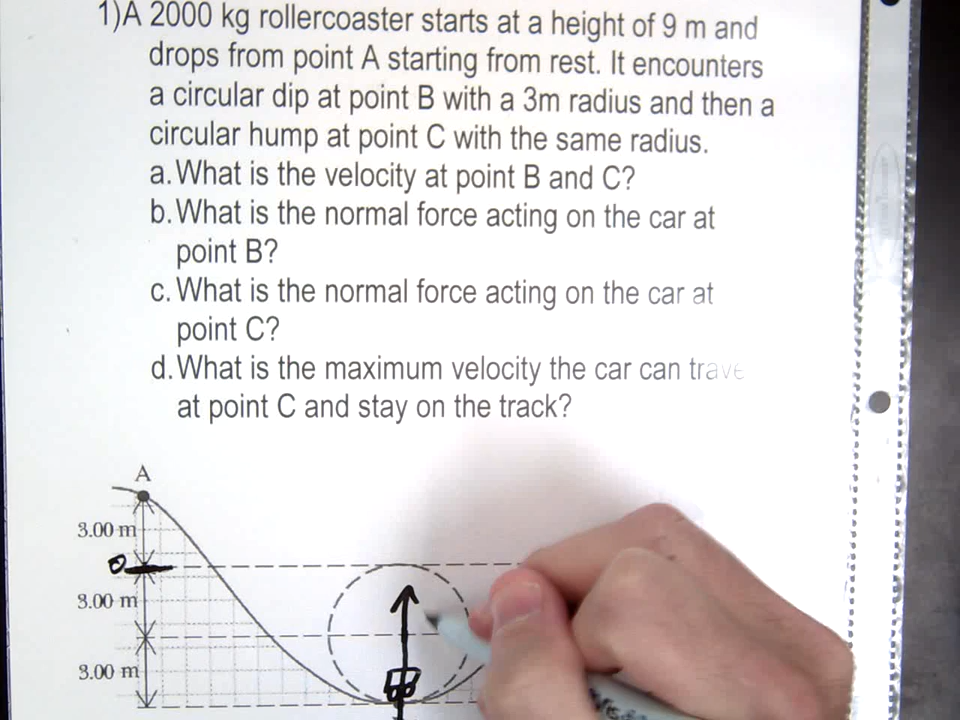 1)A 2000 kg rollercoaster starts at a height of 9 m and
drops from point A starting from rest. It encounters
a circular dip at point B with a 3m radius and then a
circular hump at point C with the same radius.
a. What is the velocity at point B and C?
b. What is the normal force acting on the car at
point B?
c. What is the normal force acting on the car at
point C?
d. What is the maximum velocity the car can trave
at point C and stay on the track?
A
3.00 m
0
3.00 m
3.00 m